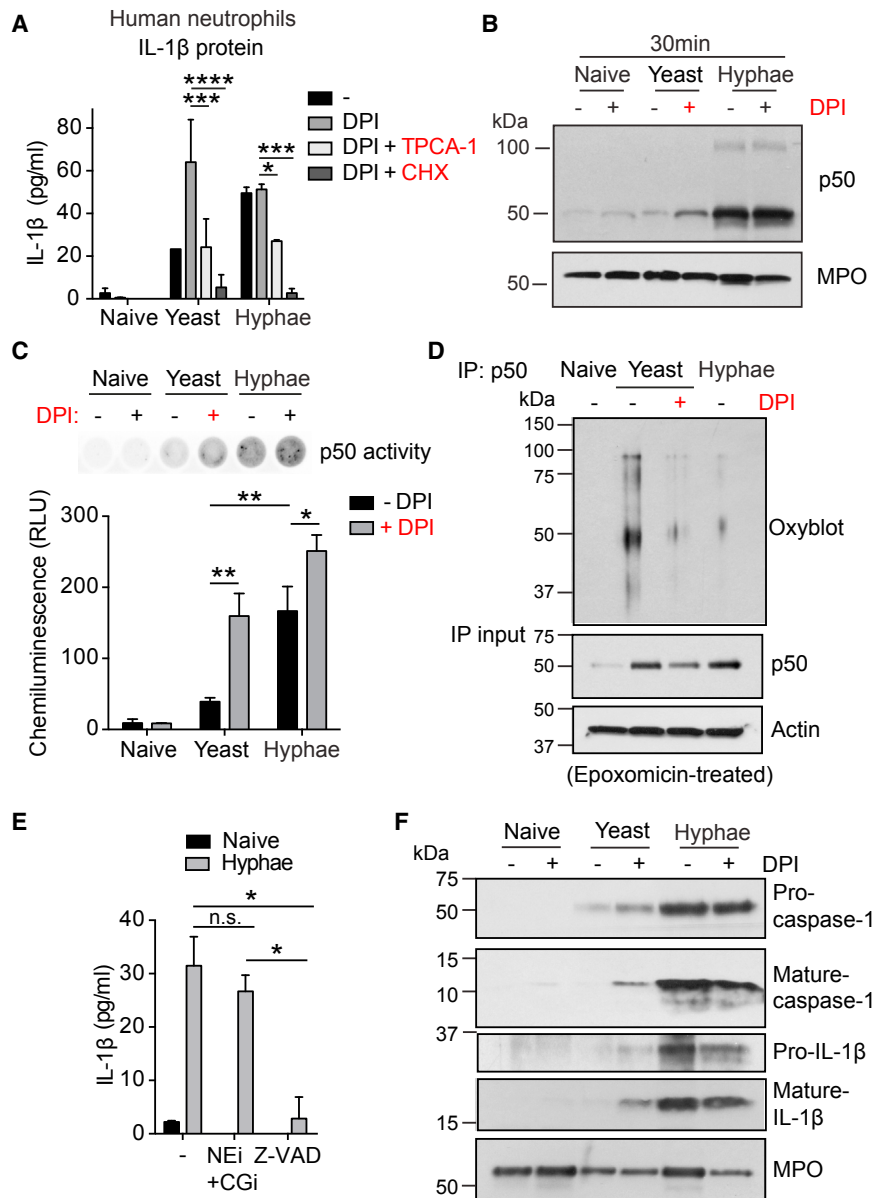 A
Human neutrophils
IL-1β protein
IL-1β (pg/ml)
80
60
40
20
0
Naive Yeast Hyphae
****
***
***
*
-
DPI
DPI + TPCA-1
DPI + CHX
B
30min
Naive Yeast Hyphae
- + - + - + DPI
kDa
100
50
p50
50
MPO
C
Naive Yeast Hyphae
DPI: - + - + - +
p50 activity
Chemiluminescence (RLU)
300
200
100
0
**
**
*
- DPI
+ DPI
Naive Yeast Hyphae
D
IP: p50 Naive Yeast Hyphae
kDa - - + - DPI
150
100
75
50
37
Oxyblot
IP input
75
50
p50
50
37
Actin
(Epoxomicin-treated)
E
Naive
Hyphae
IL-1β (pg/ml)
40
30
20
10
0
*
n.s.
*
- NEi Z-VAD
+CGi
F
Naive Yeast Hyphae
kDa - + - + - + DPI
75
50
Pro-
caspase-1
15
10
Mature-
caspase-1
37
Pro-IL-1β
15
Mature-
IL-1β
50
MPO